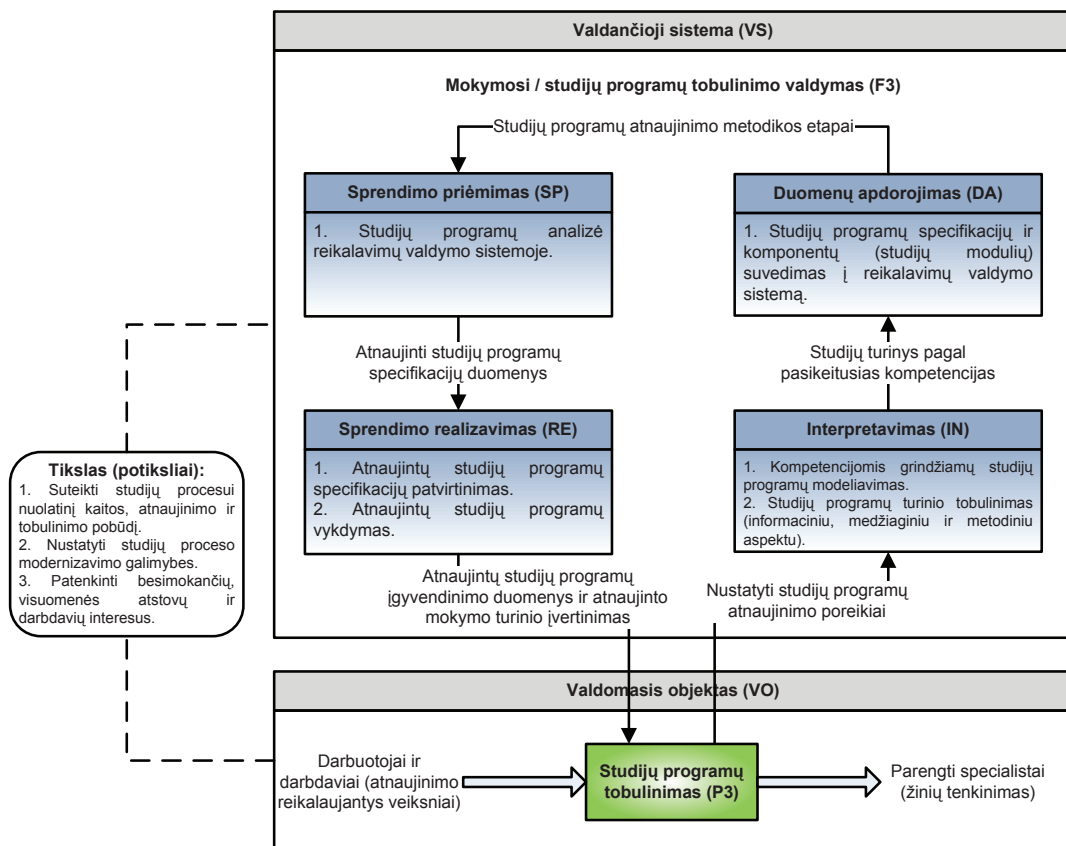 Valdančioji sistema (VS)
Mokymosi / studijų programų tobulinimo valdymas (F3)
Studijų programų atnaujinimo metodikos etapai
Sprendimo priėmimas (SP)
1. Studijų programų analizė
reikalavimų valdymo sistemoje.
Duomenų apdorojimas (DA)
1. Studijų programų specifikacijų ir
komponentų (studijų modulių)
suvedimas į reikalavimų valdymo
sistemą.
Atnaujinti studijų programų
specifikacijų duomenys
Studijų turinys pagal
pasikeitusias kompetencijas
Sprendimo realizavimas (RE)
1. Atnaujintų studijų programų
specifikacijų patvirtinimas.
2. Atnaujintų studijų programų
vykdymas.
Interpretavimas (IN)
1. Kompetencijomis grindžiamų studijų
programų modeliavimas.
2. Studijų programų turinio tobulinimas
(informaciniu, medžiaginiu ir metodiniu
aspektu).
Tikslas (potiksliai):
1. Suteikti studijų procesui
nuolatinį kaitos, atnaujinimo ir
tobulinimo pobūdį.
2. Nustatyti studijų proceso
modernizavimo galimybes.
3. Patenkinti besimokančių,
visuomenės atstovų ir
darbdavių interesus.
Atnaujintų studijų programų
įgyvendinimo duomenys ir atnaujinto
mokymo turinio įvertinimas
Nustatyti studijų programų
atnaujinimo poreikiai
Valdomasis objektas (VO)
Darbuotojai ir
darbdaviai (atnaujinimo
reikalaujantys veiksniai)
Studijų programų
tobulinimas (P3)
Parengti specialistai
(žinių tenkinimas)